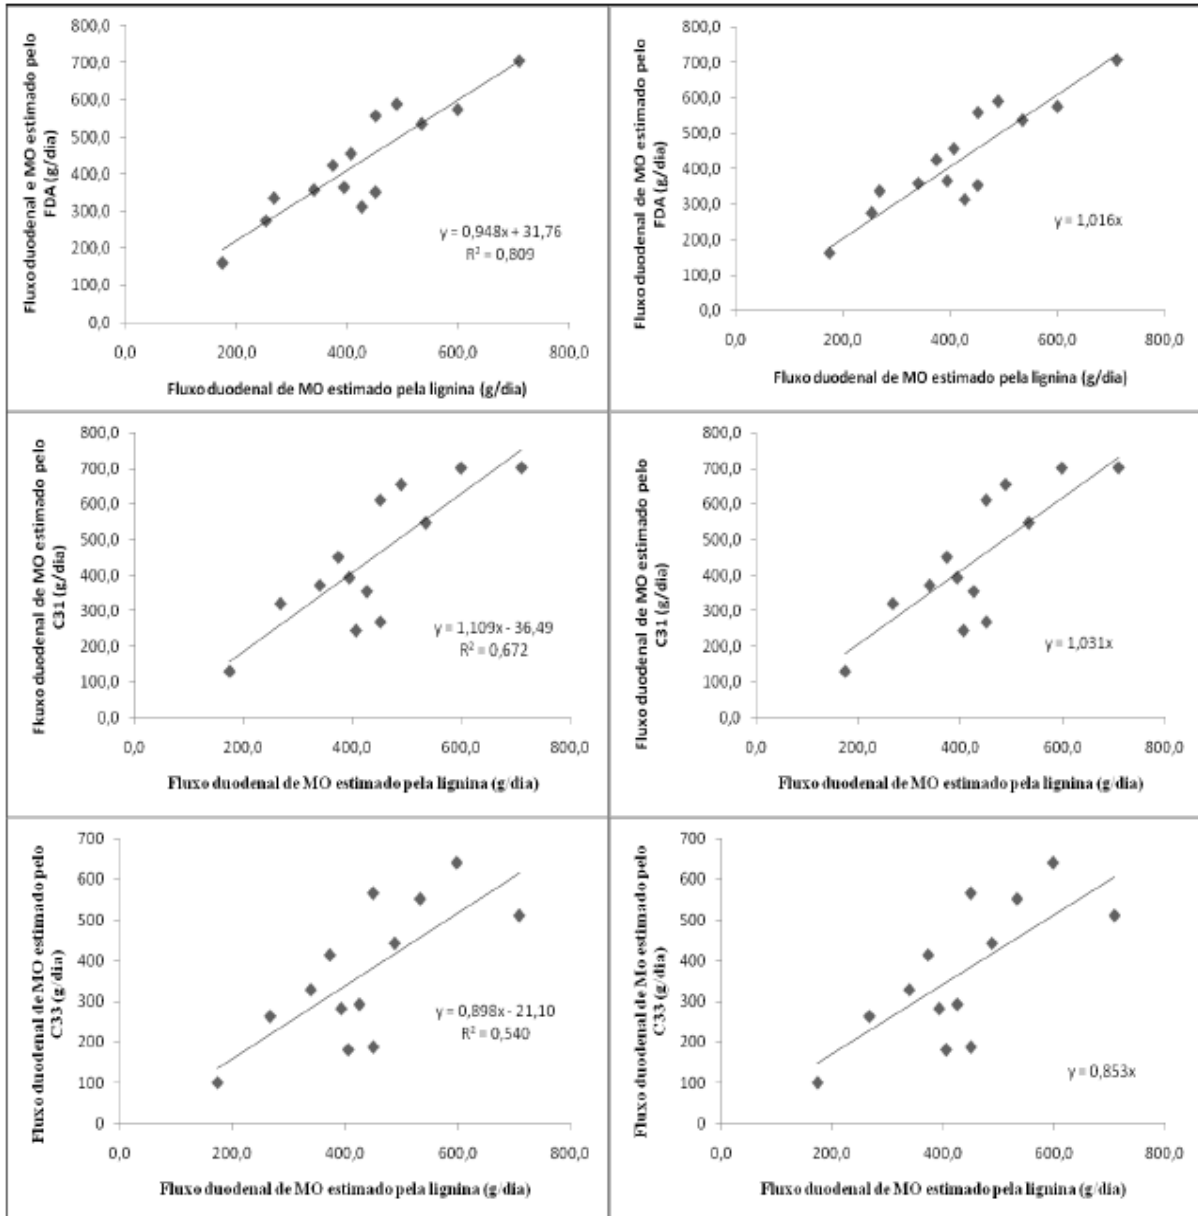 Fluxo duodenal e MO estimado pelo
FDA (g/dia)
800,0
700,0
600,0
500,0
400,0
300,0
200,0
100,0
0,0
y = 0,948x + 31,76
R² = 0,809
0,0 200,0 400,0 600,0 800,0
Fluxo duodenal de MO estimado pela lignina (g/dia)
Fluxo duodenal de MO estimado pelo
FDA (g/dia)
800,0
700,0
600,0
500,0
400,0
300,0
200,0
100,0
0,0
y = 1,016x
0,0 200,0 400,0 600,0 800,0
Fluxo duodenal de MO estimado pela lignina (g/dia)
Fkuxo duodenal de MO estimado pelo
C31 (g/dia)
800,0
700,0
600,0
500,0
400,0
300,0
200,0
100,0
0,0
y = 1,109x - 36,49
R² = 0,672
0,0 200,0 400,0 600,0 800,0
Fluxo duodenal de MO estimado pela lignina (g/dia)
Fluxo duodenal de MO estimado pelo
C31 (g/dia)
800,0
700,0
600,0
500,0
400,0
300,0
200,0
100,0
0,0
y = 1,031x
0,0 200,0 400,0 600,0 800,0
Fluxo duodenal de MO estimado pela lignina (g/dia)
Fluxo duodenal de MO estimado pelo
C33 (g/dia)
700
600
500
400
300
200
100
0
y = 0,898x - 21,10
R² = 0,540
0,0 200,0 400,0 600,0 800,0
Fluxo duodenal de MO estimado pela lignina (g/dia)
Fluxo duodenal de MO estimado pelo
C33 (g/dia)
700
600
500
400
300
200
100
0
y = 0,853x
0,0 200,0 400,0 600,0 800,0
Fluxo duodenal de MO estimado pela lignina (g/dia)